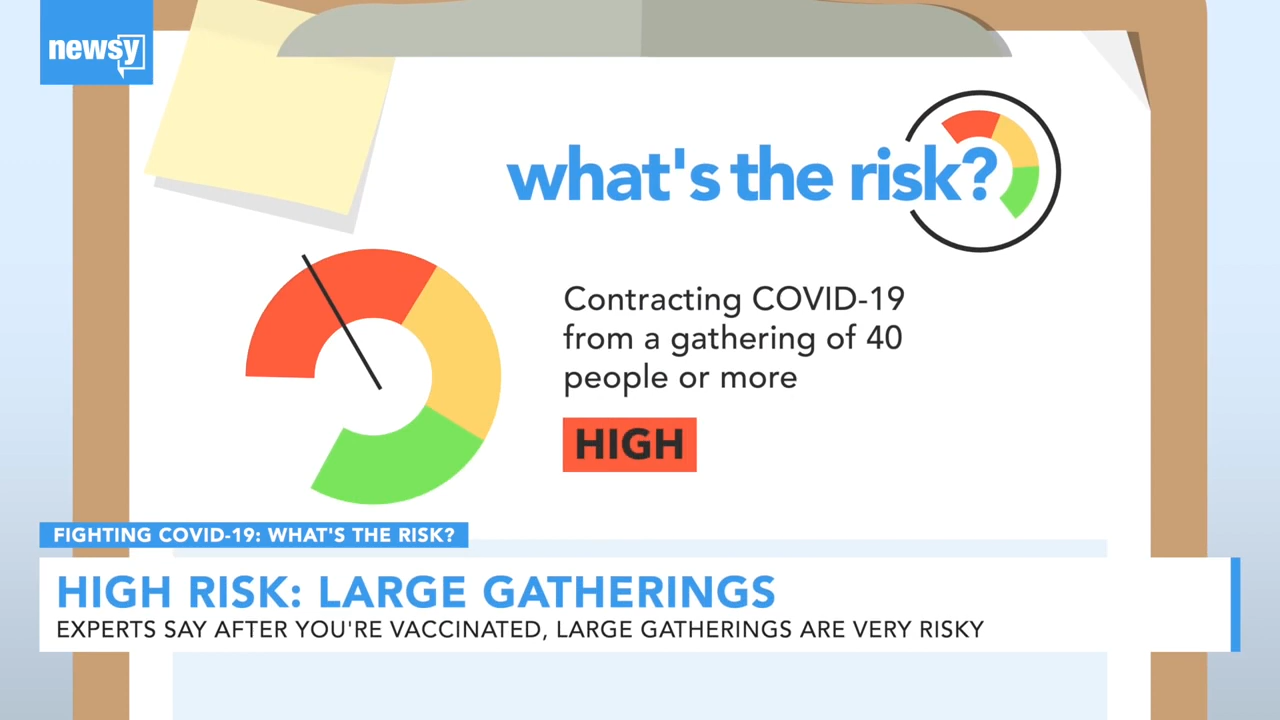 newsy
what's the risk?
Contracting COVID-19
from a gathering of 40
people or more
HIGH
FIGHTING COVID-19: WHAT'S THE RISK?
HIGH RISK: LARGE GATHERINGS
EXPERTS SAY AFTER YOU'RE VACCINATED, LARGE GATHERINGS ARE VERY RISKY